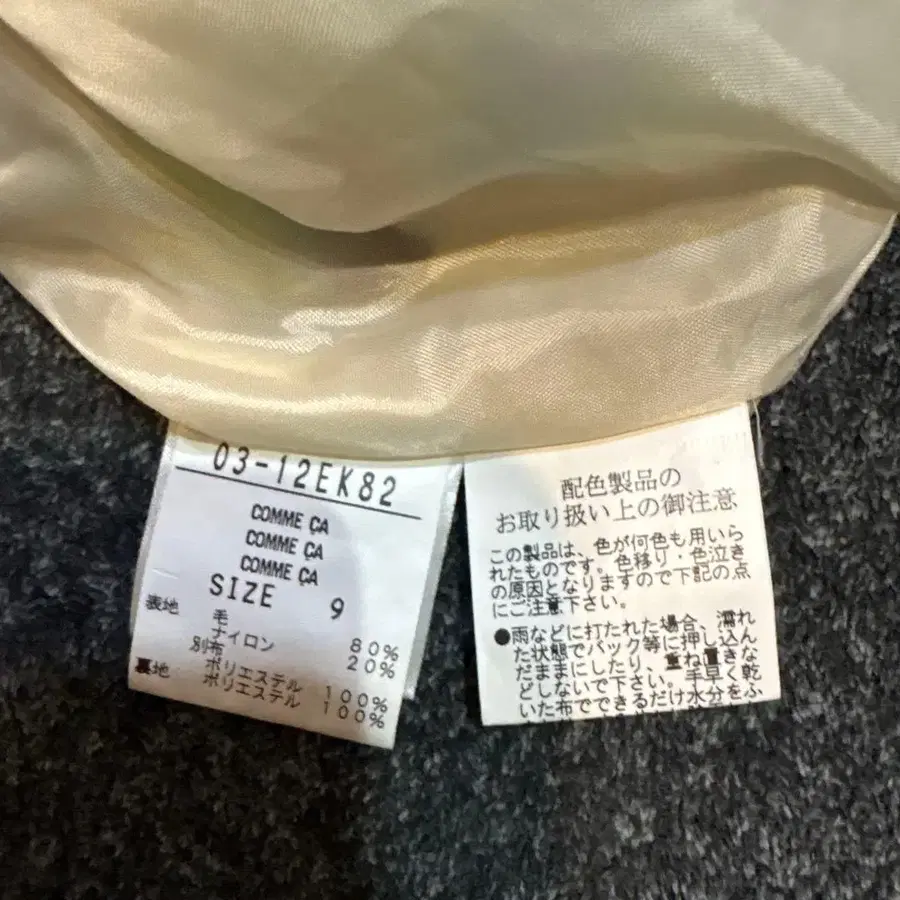 03-12EK82
COMME ÇA
COMME ÇA
COMME ÇA
SIZE 9
表地 毛 80%
ナイロン 20%
別布 ポリエステル 100%
裏地 ポリエステル 100%
配色製品の
お取り扱い上の御注意
この製品は、色が何色も用いら
れたものです。色移り・色泣き
の原因となりますので下記の点
にご注意下さい。
●雨などに打たれた場合、濡れ
た状態でバック等に押し込ん
だままにしたり、重ね置きな
どしないで下さい。手早く乾
いた布でできるだけ水分をふ